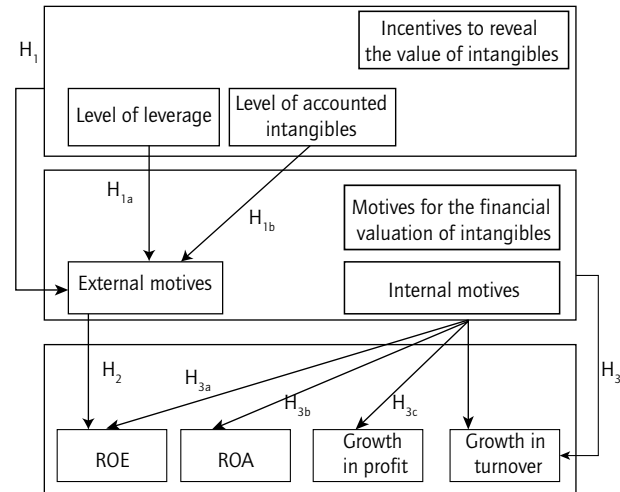 H1
Incentives to reveal
the value of intangibles
Level of leverage
Level of accounted
intangibles
H1a
H1b
Motives for the financial
valuation of intangibles
External motives
Internal motives
H2
H3a
H3b
H3c
H3
ROE
ROA
Growth
in profit
Growth in
turnover